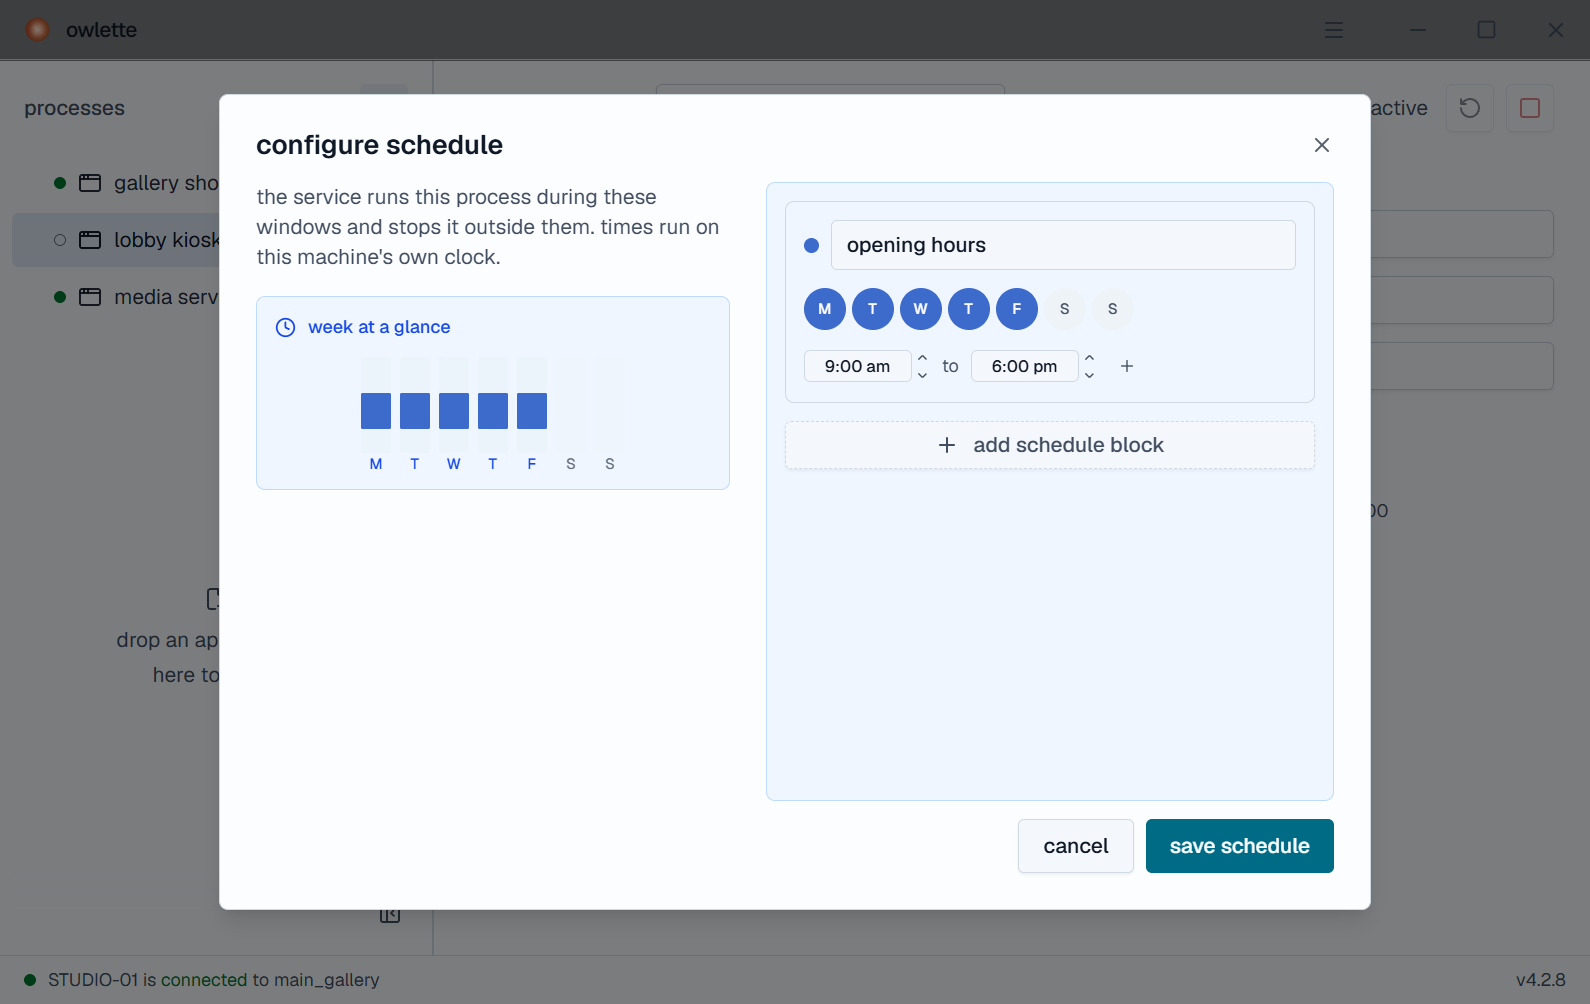 owlette
processes
active
gallery sho
lobby kiosk
media serv
drop an ap
here to
configure schedule
the service runs this process during these
windows and stops it outside them. times run on
this machine's own clock.
week at a glance
M T W T F S S
opening hours
M T W T F S S
9:00 am to 6:00 pm
add schedule block
cancel
save schedule
STUDIO-01 is connected to main_gallery
v4.2.8